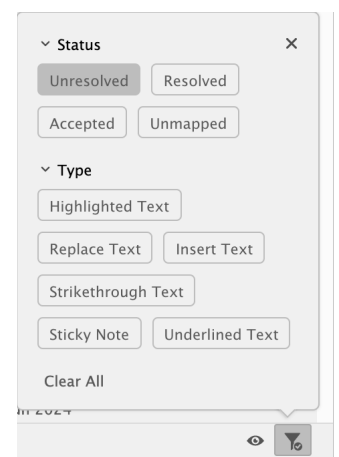 Status
Unresolved Resolved
Accepted Unmapped
Type
Highlighted Text
Replace Text Insert Text
Strikethrough Text
Sticky Note Underlined Text
Clear All
2024